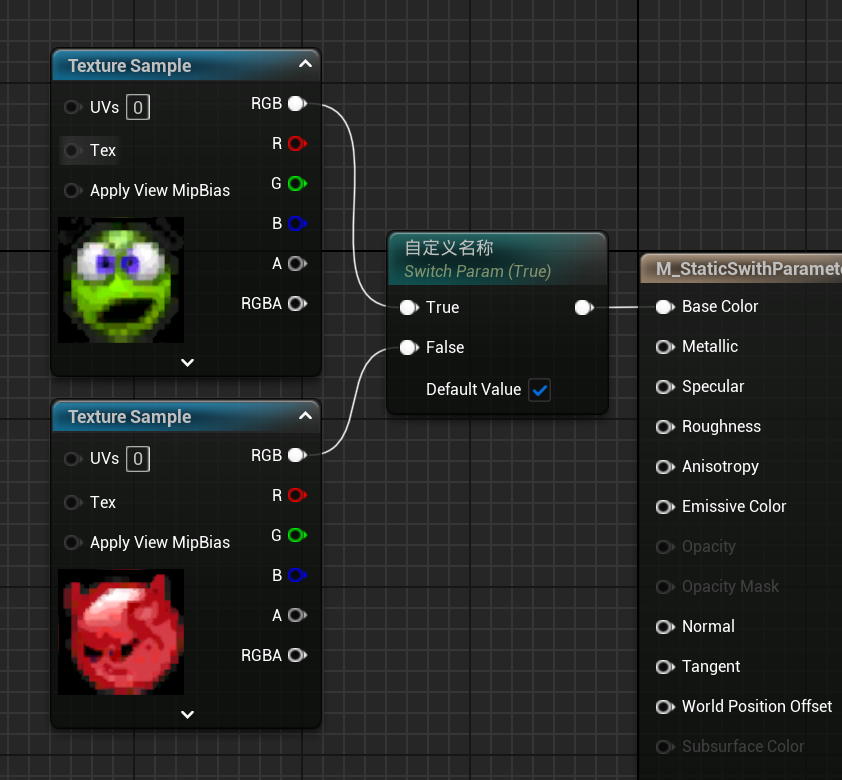 Texture Sample
UVs 0
RGB
Tex
R
Apply View MipBias
G
B
A
RGBA
Texture Sample
UVs 0
RGB
Tex
R
Apply View MipBias
G
B
A
RGBA
自定义名称
Switch Param (True)
True
False
Default Value
M_StaticSwithParamet
Base Color
Metallic
Specular
Roughness
Anisotropy
Emissive Color
Opacity
Opacity Mask
Normal
Tangent
World Position Offset
Subsurface Color